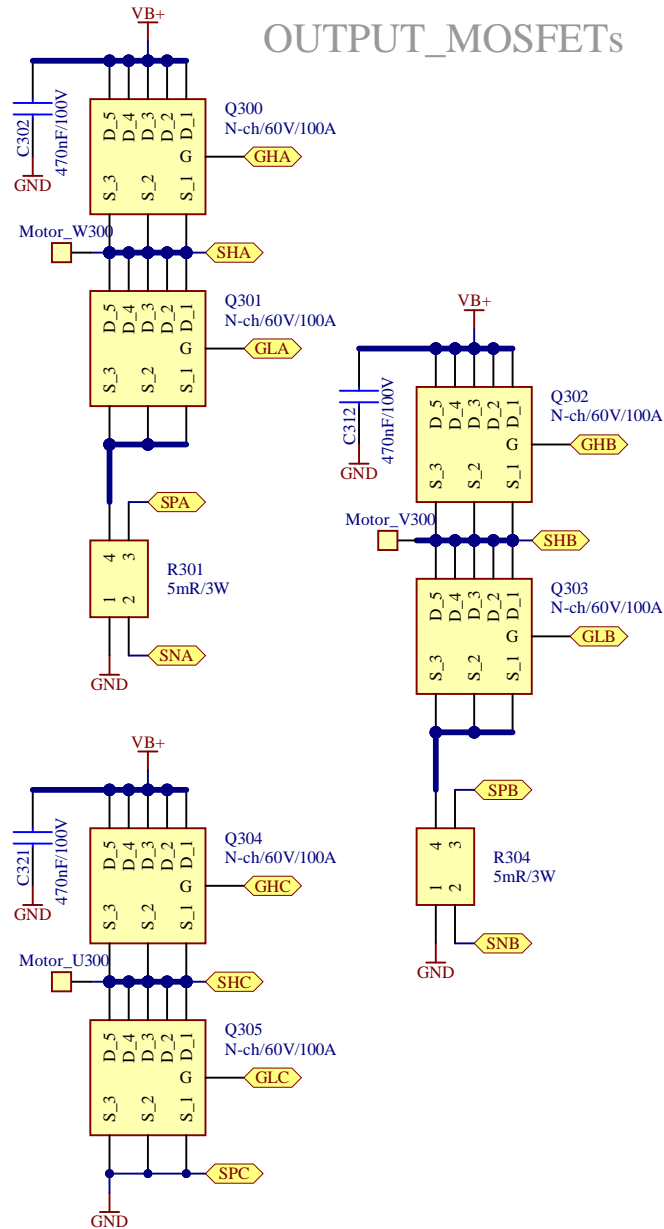 OUTPUT_MOSFETs
VB+
C302
470nF/100V
GND
D_5
D_4
D_3
D_2
D_1
G
S_3
S_2
S_1
Q300
N-ch/60V/100A
GHA
Motor_W300
SHA
D_5
D_4
D_3
D_2
D_1
G
S_3
S_2
S_1
Q301
N-ch/60V/100A
GLA
SPA
4
3
1
2
R301
5mR/3W
SNA
GND
VB+
C312
470nF/100V
GND
D_5
D_4
D_3
D_2
D_1
G
S_3
S_2
S_1
Q302
N-ch/60V/100A
GHB
Motor_V300
SHB
D_5
D_4
D_3
D_2
D_1
G
S_3
S_2
S_1
Q303
N-ch/60V/100A
GLB
SPB
4
3
1
2
R304
5mR/3W
SNB
GND
VB+
C321
470nF/100V
GND
D_5
D_4
D_3
D_2
D_1
G
S_3
S_2
S_1
Q304
N-ch/60V/100A
GHC
Motor_U300
SHC
D_5
D_4
D_3
D_2
D_1
G
S_3
S_2
S_1
Q305
N-ch/60V/100A
GLC
SPC
GND